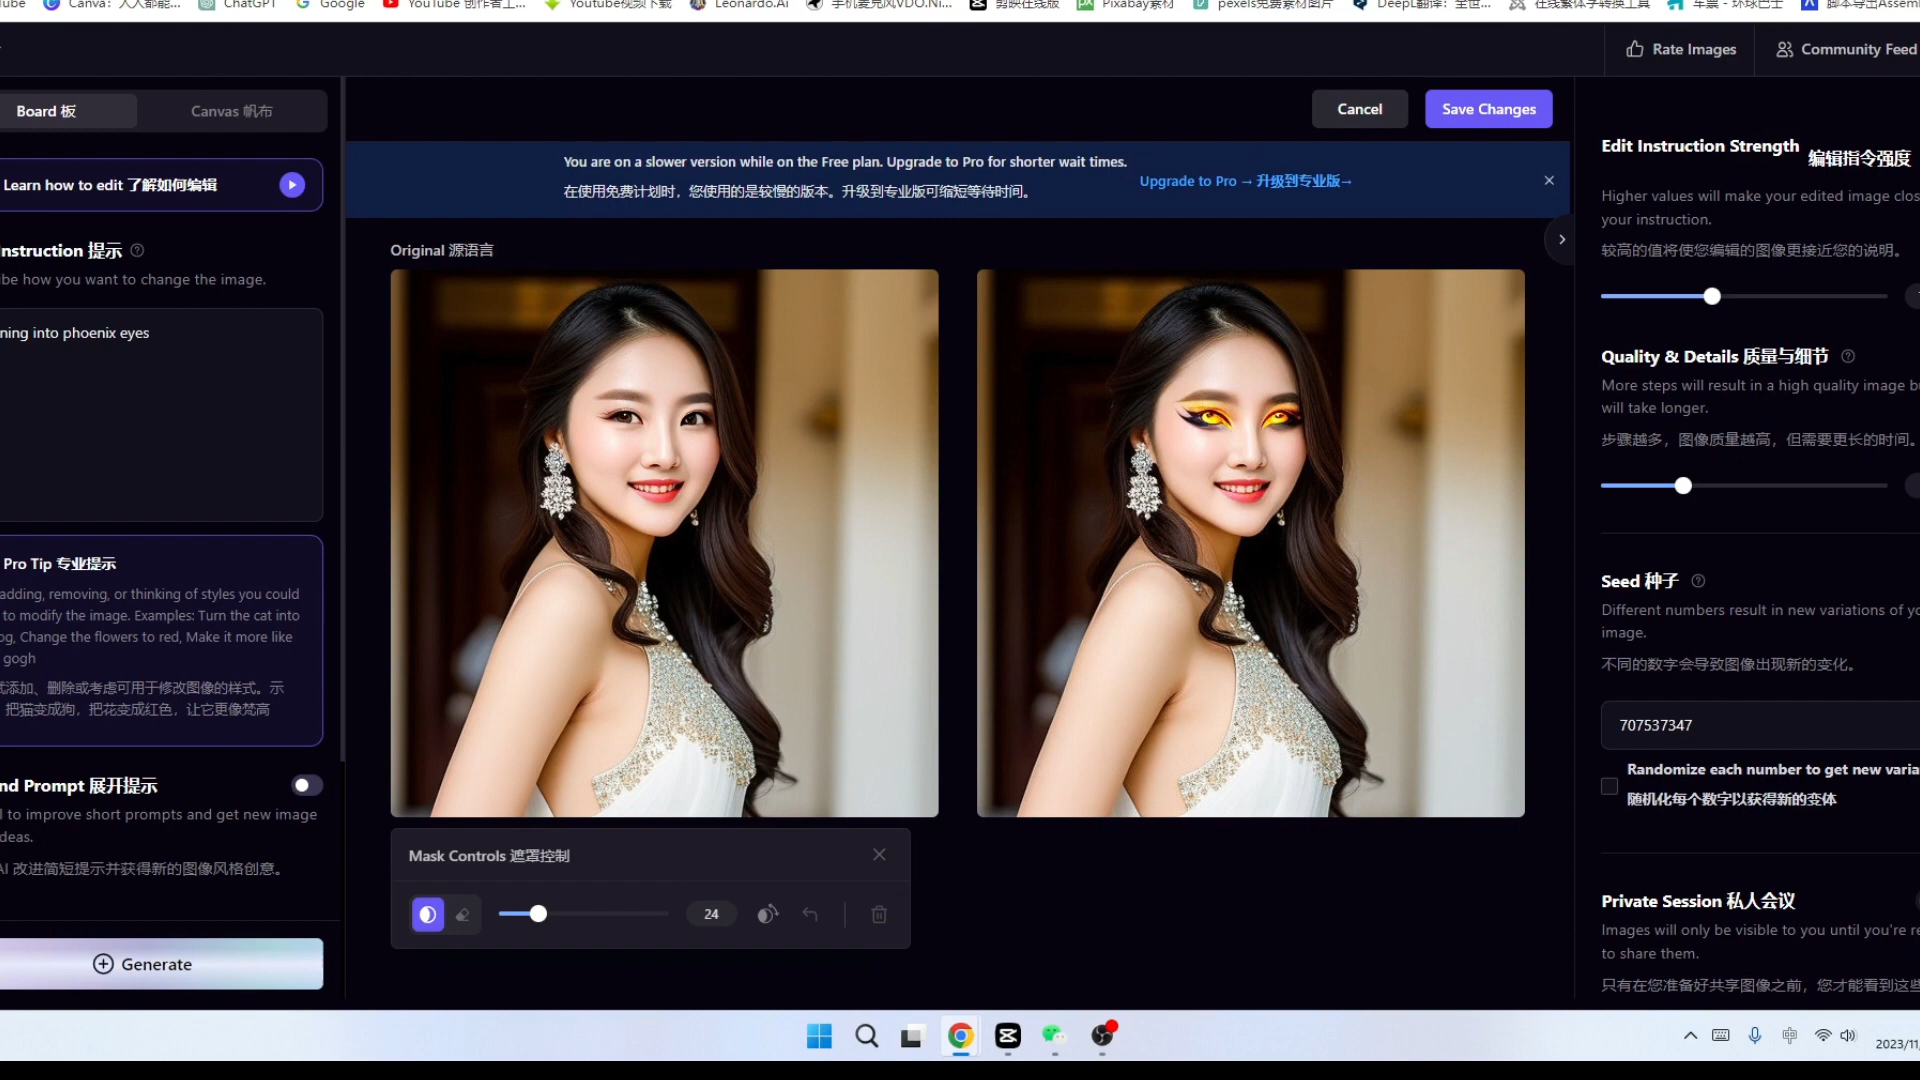 Tube
Canva：人人都能...
ChatGPT
Google
YouTube 创作者工...
Youtube视频下载
Leonardo.Ai
手机麦克风VDO.Ni...
剪映在线版
Pixabay素材
pexels免费素材图片
DeepL翻译：全世...
在线繁体字转换工具
车票 - 环球巴士
脚本导出Assem
Rate Images
Community Feed
Board 板
Canvas 帆布
Cancel
Save Changes
Learn how to edit 了解如何编辑
You are on a slower version while on the Free plan. Upgrade to Pro for shorter wait times.
在使用免费计划时，您使用的是较慢的版本。升级到专业版可缩短等待时间。
Upgrade to Pro → 升级到专业版→
nstruction 提示
be how you want to change the image.
ning into phoenix eyes
Pro Tip 专业提示
adding, removing, or thinking of styles you could
to modify the image. Examples: Turn the cat into
og, Change the flowers to red, Make it more like
gogh
添加、删除或考虑可用于修改图像的样式。示
把猫变成狗，把花变成红色，让它更像梵高
nd Prompt 展开提示
I to improve short prompts and get new image
deas.
AI 改进简短提示并获得新的图像风格创意。
Generate
Original 源语言
Mask Controls 遮罩控制
24
Edit Instruction Strength 编辑指令强度
Higher values will make your edited image clos
your instruction.
较高的值将使您编辑的图像更接近您的说明。
Quality & Details 质量与细节
More steps will result in a high quality image bu
will take longer.
步骤越多，图像质量越高，但需要更长的时间。
Seed 种子
Different numbers result in new variations of yo
image.
不同的数字会导致图像出现新的变化。
707537347
Randomize each number to get new varia
随机化每个数字以获得新的变体
Private Session 私人会议
Images will only be visible to you until you're re
to share them.
只有在您准备好共享图像之前，您才能看到这些
中
2023/11/